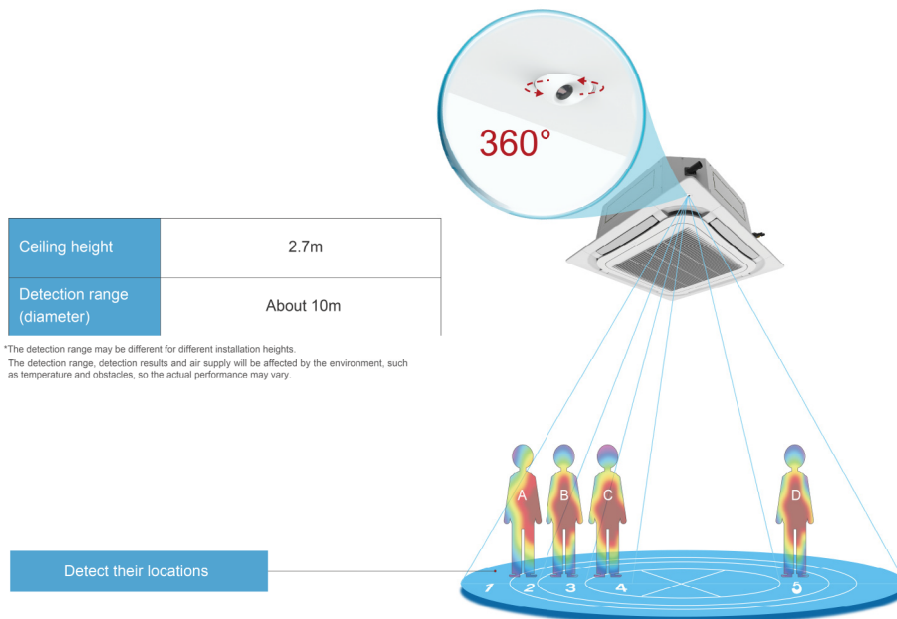 360°
Ceiling height
2.7m
Detection range
(diameter)
About 10m
*The detection range may be different for different installation heights.
The detection range, detection results and air supply will be affected by the environment, such
as temperature and obstacles, so the actual performance may vary
A
B
C
D
Detect their locations
1
2
3
4
5